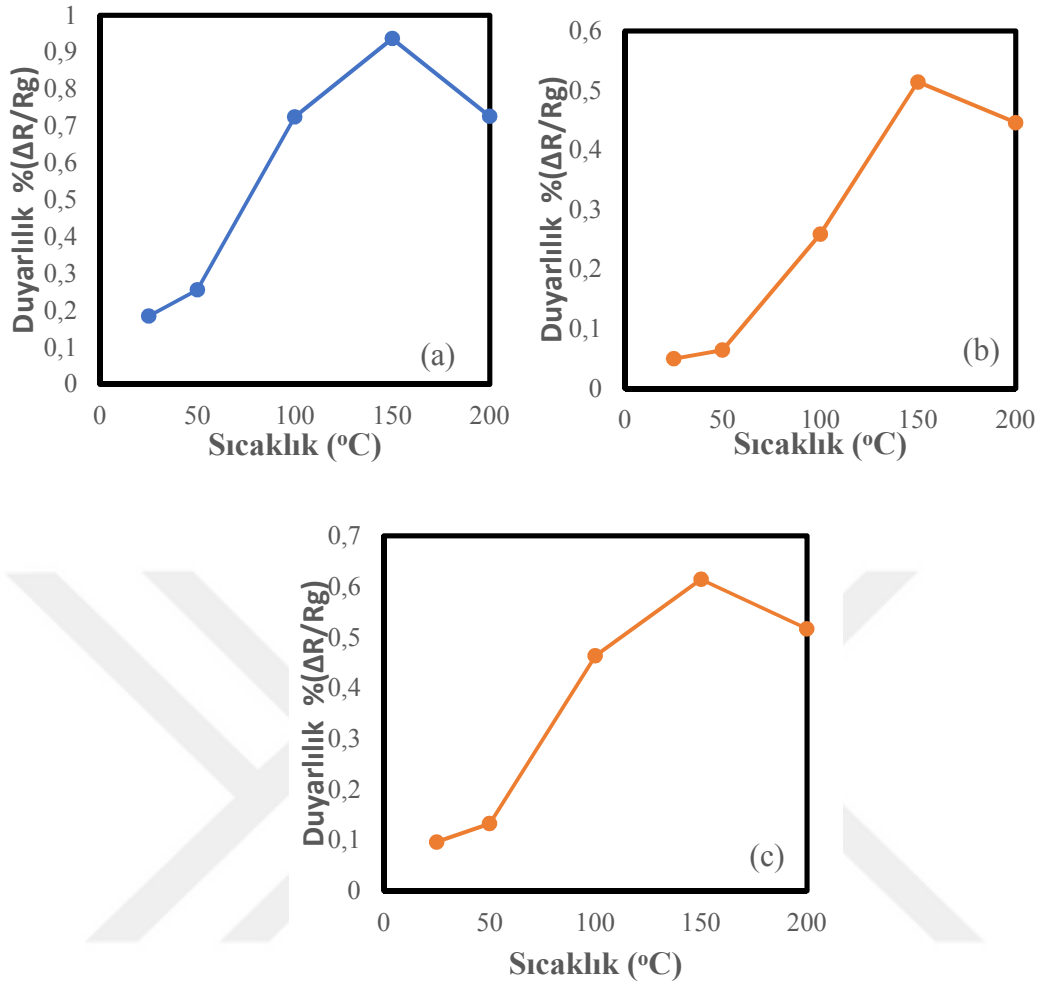 Duyarlılık %(ΔR/Rg)
1
0,9
0,8
0,7
0,6
0,5
0,4
0,3
0,2
0,1
0
0 50 100 150 200
Sıcaklık (ºC)
(a)
Duyarlılık %(ΔR/Rg)
0,6
0,5
0,4
0,3
0,2
0,1
0
0 50 100 150 200
Sıcaklık (ºC)
(b)
Duyarlılık %(ΔR/Rg)
0,7
0,6
0,5
0,4
0,3
0,2
0,1
0
0 50 100 150 200
Sıcaklık (ºC)
(c)